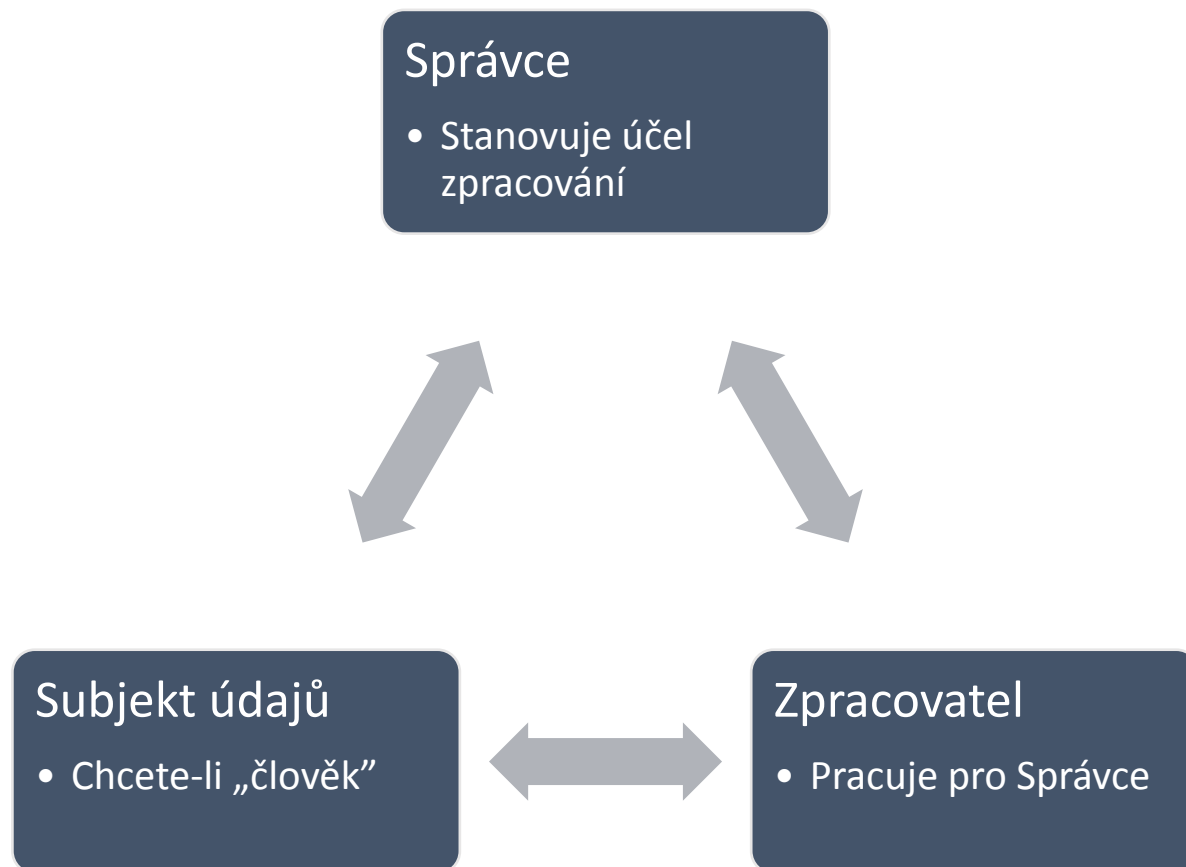 Správce
• Stanovuje účel
zpracování
Subjekt údajů
• Chcete-li „člověk”
Zpracovatel
• Pracuje pro Správce